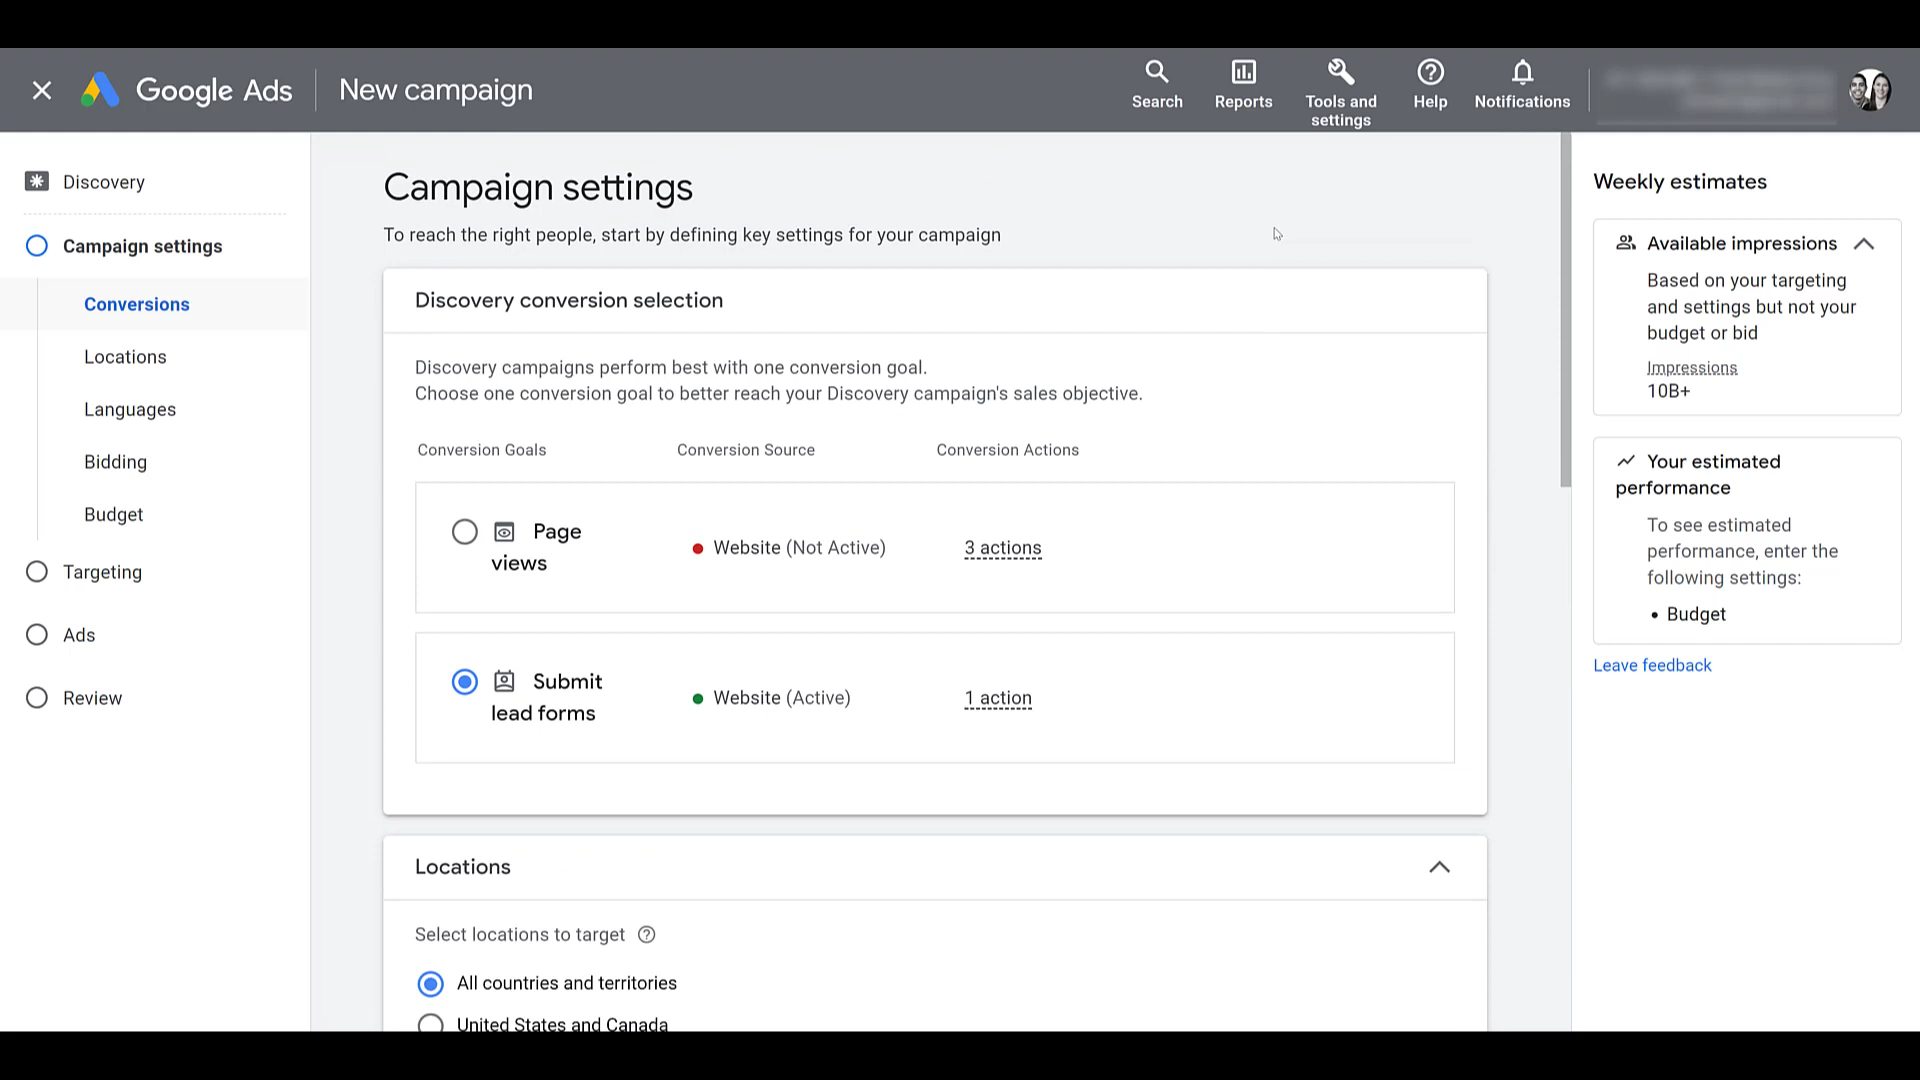 Google Ads
New campaign
Search
Reports
Tools and
settings
Help
Notifications
Discovery
Campaign settings
Conversions
Locations
Languages
Bidding
Budget
Targeting
Ads
Review
Campaign settings
To reach the right people, start by defining key settings for your campaign
Discovery conversion selection
Discovery campaigns perform best with one conversion goal.
Choose one conversion goal to better reach your Discovery campaign's sales objective.
Conversion Goals Conversion Source Conversion Actions
Page
views
Website (Not Active)
3 actions
Submit
lead forms
Website (Active)
1 action
Locations
Select locations to target
All countries and territories
United States and Canada
Weekly estimates
Available impressions
Based on your targeting
and settings but not your
budget or bid
Impressions
10B+
Your estimated
performance
To see estimated
performance, enter the
following settings:
• Budget
Leave feedback